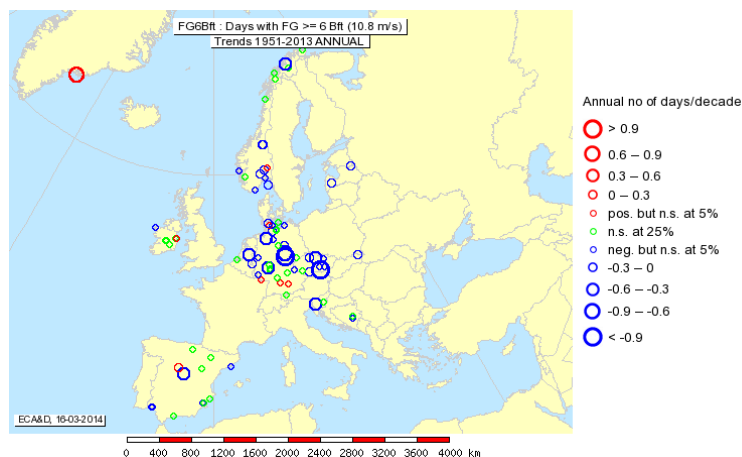 FG6Bft : Days with FG >= 6 Bft (10.8 m/s)
Trends 1951-2013 ANNUAL
Annual no of days/decade
> 0.9
0.6 – 0.9
0.3 – 0.6
0 – 0.3
pos. but n.s. at 5%
n.s. at 25%
neg. but n.s. at 5%
-0.3 – 0
-0.6 – -0.3
-0.9 – -0.6
< -0.9
ECA&D, 16-03-2014
0 400 800 1200 1600 2000 2400 2800 3200 3600 4000 km